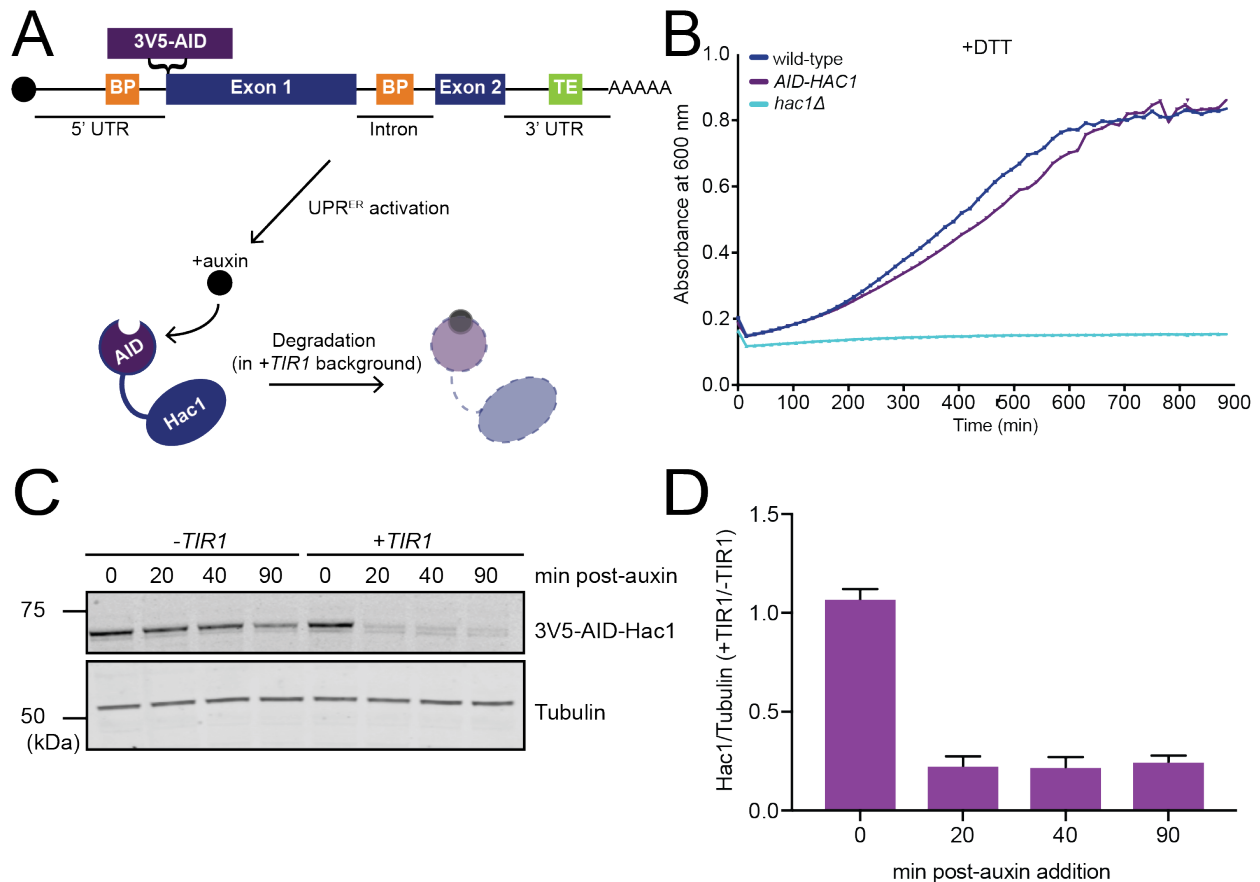 A
3V5-AID
BP
Exon 1
BP
Exon 2
TE
AAAAA
5' UTR
Intron
3' UTR
UPRᴱᴿ activation
+auxin
AID
Hac1
Degradation
(in +TIR1 background)
B
+DTT
wild-type
AID-HAC1
hac1Δ
Absorbance at 600 nm
1.0
0.8
0.6
0.4
0.2
0.0
0 100 200 300 400 500 600 700 800 900
Time (min)
C
-TIR1 +TIR1
0 20 40 90 0 20 40 90 min post-auxin
75
3V5-AID-Hac1
50
(kDa)
Tubulin
D
Hac1/Tubulin (+TIR1/-TIR1)
1.5
1.0
0.5
0.0
0 20 40 90
min post-auxin addition